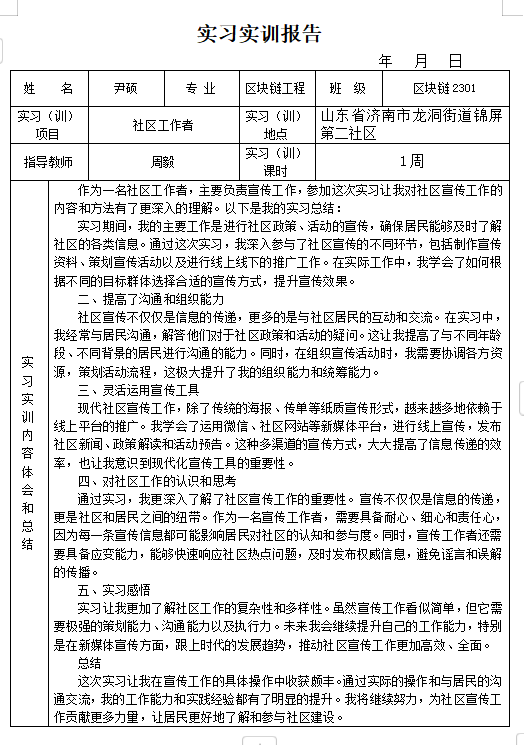 实习实训报告
年 月 日
姓 名 尹硕 专 业 区块链工程 班 级 区块链 2301
实习（训）项目 社区工作者 实习（训）地点 山东省济南市龙洞街道锦屏第二社区
指导教师 周毅 实习（训）课时 1 周
实习实训内容体会和总结
作为一名社区工作者，主要负责宣传工作，参加这次实习让我对社区宣传工作的
内容和方法有了更深入的理解。以下是我的实习总结：
实习期间，我的主要工作是进行社区政策、活动的宣传，确保居民能够及时了解
社区的各类信息。通过这次实习，我深入参与了社区宣传的不同环节，包括制作宣传
资料、策划宣传活动以及进行线上线下的推广工作。在实际工作中，我学会了如何根
据不同的目标群体选择合适的宣传方式，提升宣传效果。
二、提高了沟通和组织能力
社区宣传不仅仅是信息的传递，更多的是与社区居民的互动和交流。在实习中，
我经常与居民沟通，解答他们对于社区政策和活动的疑问。这让我提高了与不同年龄
段、不同背景的居民进行沟通的能力。同时，在组织宣传活动时，我需要协调各方资
源，策划活动流程，这极大提升了我的组织能力和统筹能力。
三、灵活运用宣传工具
现代社区宣传工作，除了传统的海报、传单等纸质宣传形式，越来越多地依赖于
线上平台的推广。我学会了运用微信、社区网站等新媒体平台，进行线上宣传，发布
社区新闻、政策解读和活动预告。这种多渠道的宣传方式，大大提高了信息传递的效
率，也让我意识到现代化宣传工具的重要性。
四、对社区工作的认识和思考
通过实习，我更深入了解了社区宣传工作的重要性。宣传不仅仅是信息的传递，
更是社区和居民之间的纽带。作为一名宣传工作者，需要具备耐心、细心和责任心，
因为每一条宣传信息都可能影响居民对社区的认知和参与度。同时，宣传工作者还需
要具备应变能力，能够快速响应社区热点问题，及时发布权威信息，避免谣言和误解
的传播。
五、实习感悟
实习让我更加了解社区工作的复杂性和多样性。虽然宣传工作看似简单，但它需
要极强的策划能力、沟通能力以及执行力。未来我会继续提升自己的工作能力，特别
是在新媒体宣传方面，跟上时代的发展趋势，推动社区宣传工作更加高效、全面。
总结
这次实习让我在宣传工作的具体操作中收获颇丰。通过实际的操作和与居民的沟
通交流，我的工作能力和实践经验都有了明显的提升。我将继续努力，为社区宣传工
作贡献更多力量，让居民更好地了解和参与社区建设。